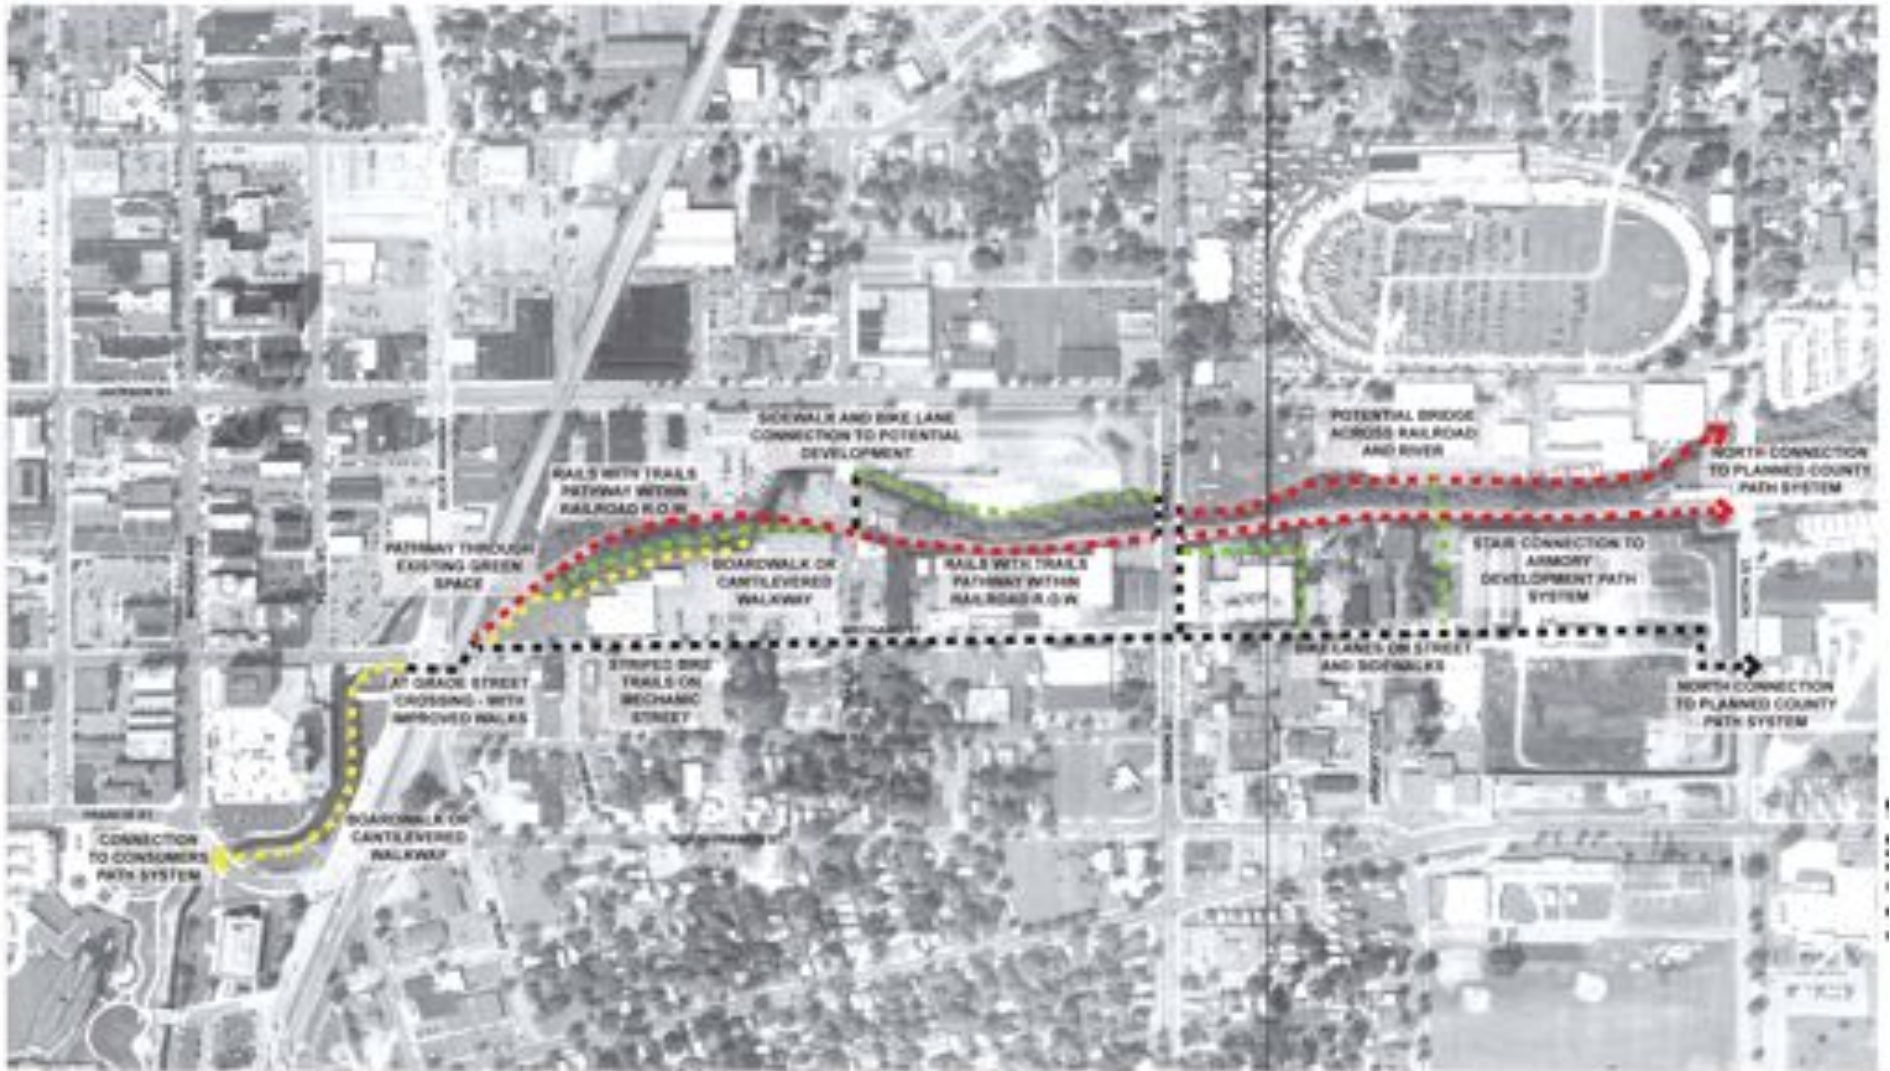 SIDEWALK AND BIKE LANE
CONNECTION TO POTENTIAL
DEVELOPMENT
POTENTIAL BRIDGE
ACROSS RAILROAD
AND RIVER
RAILS WITH TRAILS
PATHWAY WITHIN
RAILROAD R.O.W.
NORTH CONNECTION
TO PLANNED COUNTY
PATH SYSTEM
PATHWAY THROUGH
EXISTING GREEN
SPACE
BOARDWALK OR
CANTILEVERED
WALKWAY
RAILS WITH TRAILS
PATHWAY WITHIN
RAILROAD R.O.W.
STAIR CONNECTION TO
ARMORY
DEVELOPMENT PATH
SYSTEM
AT GRADE STREET
CROSSING - WITH
IMPROVED WALKS
STRIPED BIKE
TRAILS ON
MECHANIC
STREET
BIKE LANES ON STREET
AND SIDEWALKS
NORTH CONNECTION
TO PLANNED COUNTY
PATH SYSTEM
FRANCIS ST
CONNECTION
TO CONSUMERS
PATH SYSTEM
BOARDWALK OR
CANTILEVERED
WALKWAY